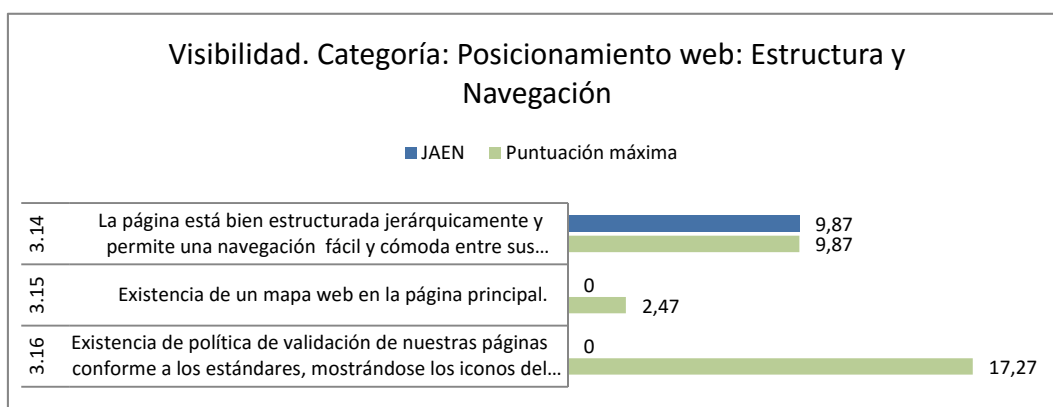 Visibilidad. Categoría: Posicionamiento web: Estructura y
Navegación
JAEN Puntuación máxima
3.14
La página está bien estructurada jerárquicamente y
permite una navegación fácil y cómoda entre sus...
9,87
9,87
3.15
Existencia de un mapa web en la página principal.
0
2,47
3.16
Existencia de política de validación de nuestras páginas
conforme a los estándares, mostrándose los iconos del...
0
17,27